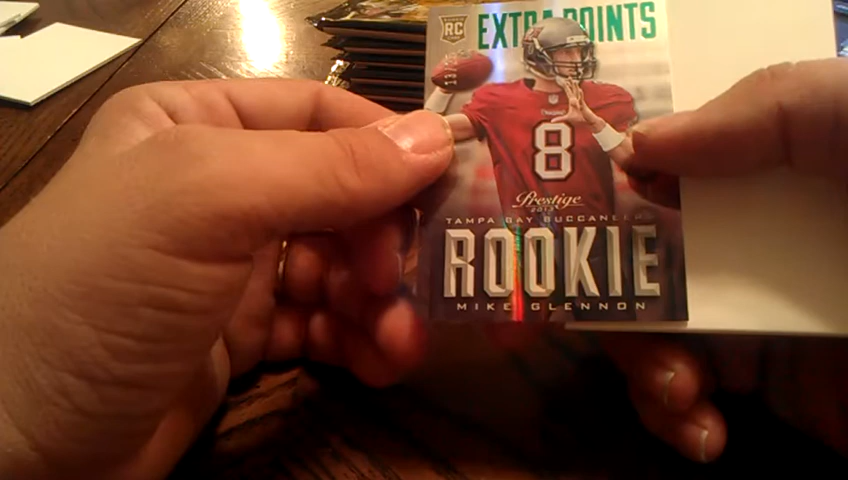 RC
EXTRA POINTS
8
Prestige
2013
TAMPA BAY BUCCANEERS
ROOKIE
MIKE GLENNON